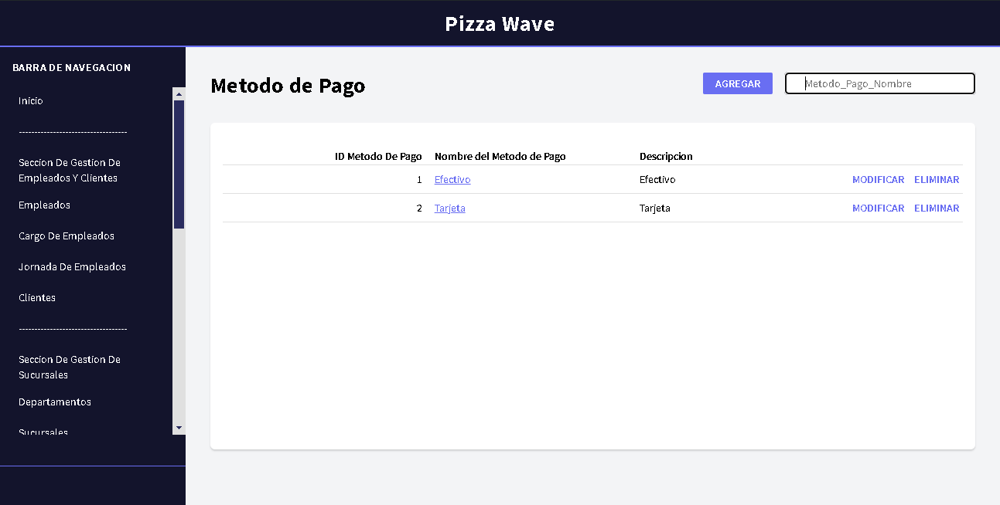 Pizza Wave
BARRA DE NAVEGACION
Inicio
-----------------------------------
Seccion De Gestion De
Empleados Y Clientes
Empleados
Cargo De Empleados
Jornada De Empleados
Clientes
-----------------------------------
Seccion De Gestion De
Sucursales
Departamentos
Sucursales
Metodo de Pago
AGREGAR
Metodo_Pago_Nombre
ID Metodo De Pago Nombre del Metodo de Pago Descripcion
1 Efectivo Efectivo MODIFICAR ELIMINAR
2 Tarjeta Tarjeta MODIFICAR ELIMINAR